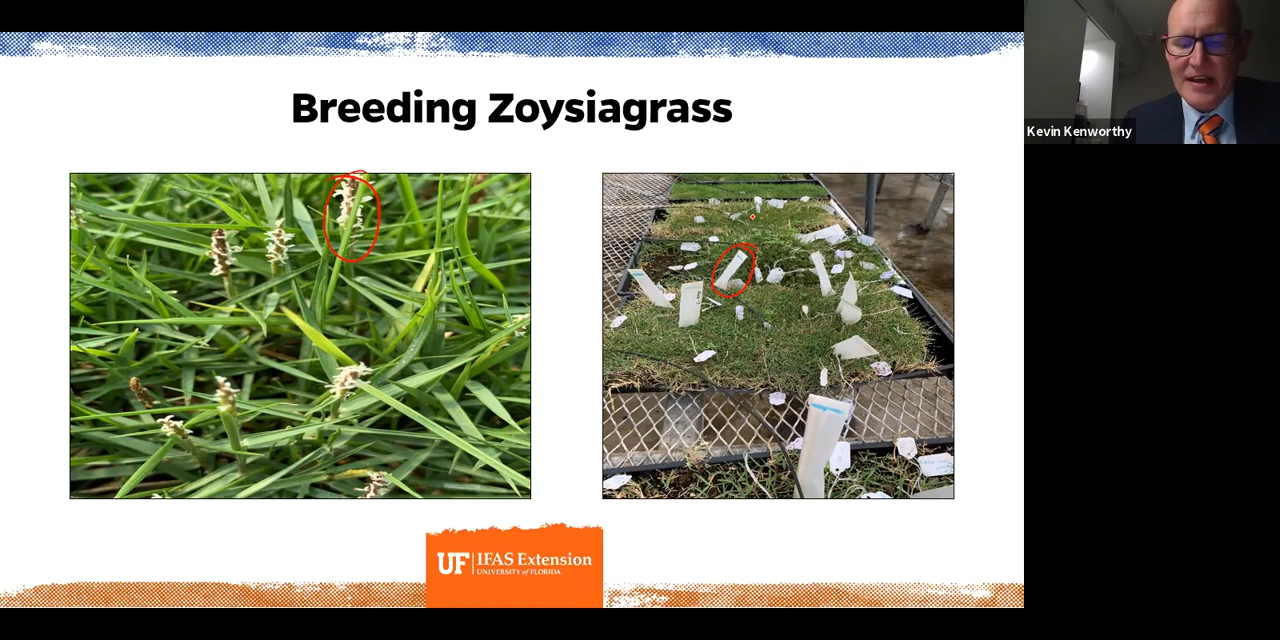 Breeding Zoysiagrass
Kevin Kenworthy
UF IFAS Extension
UNIVERSITY of FLORIDA